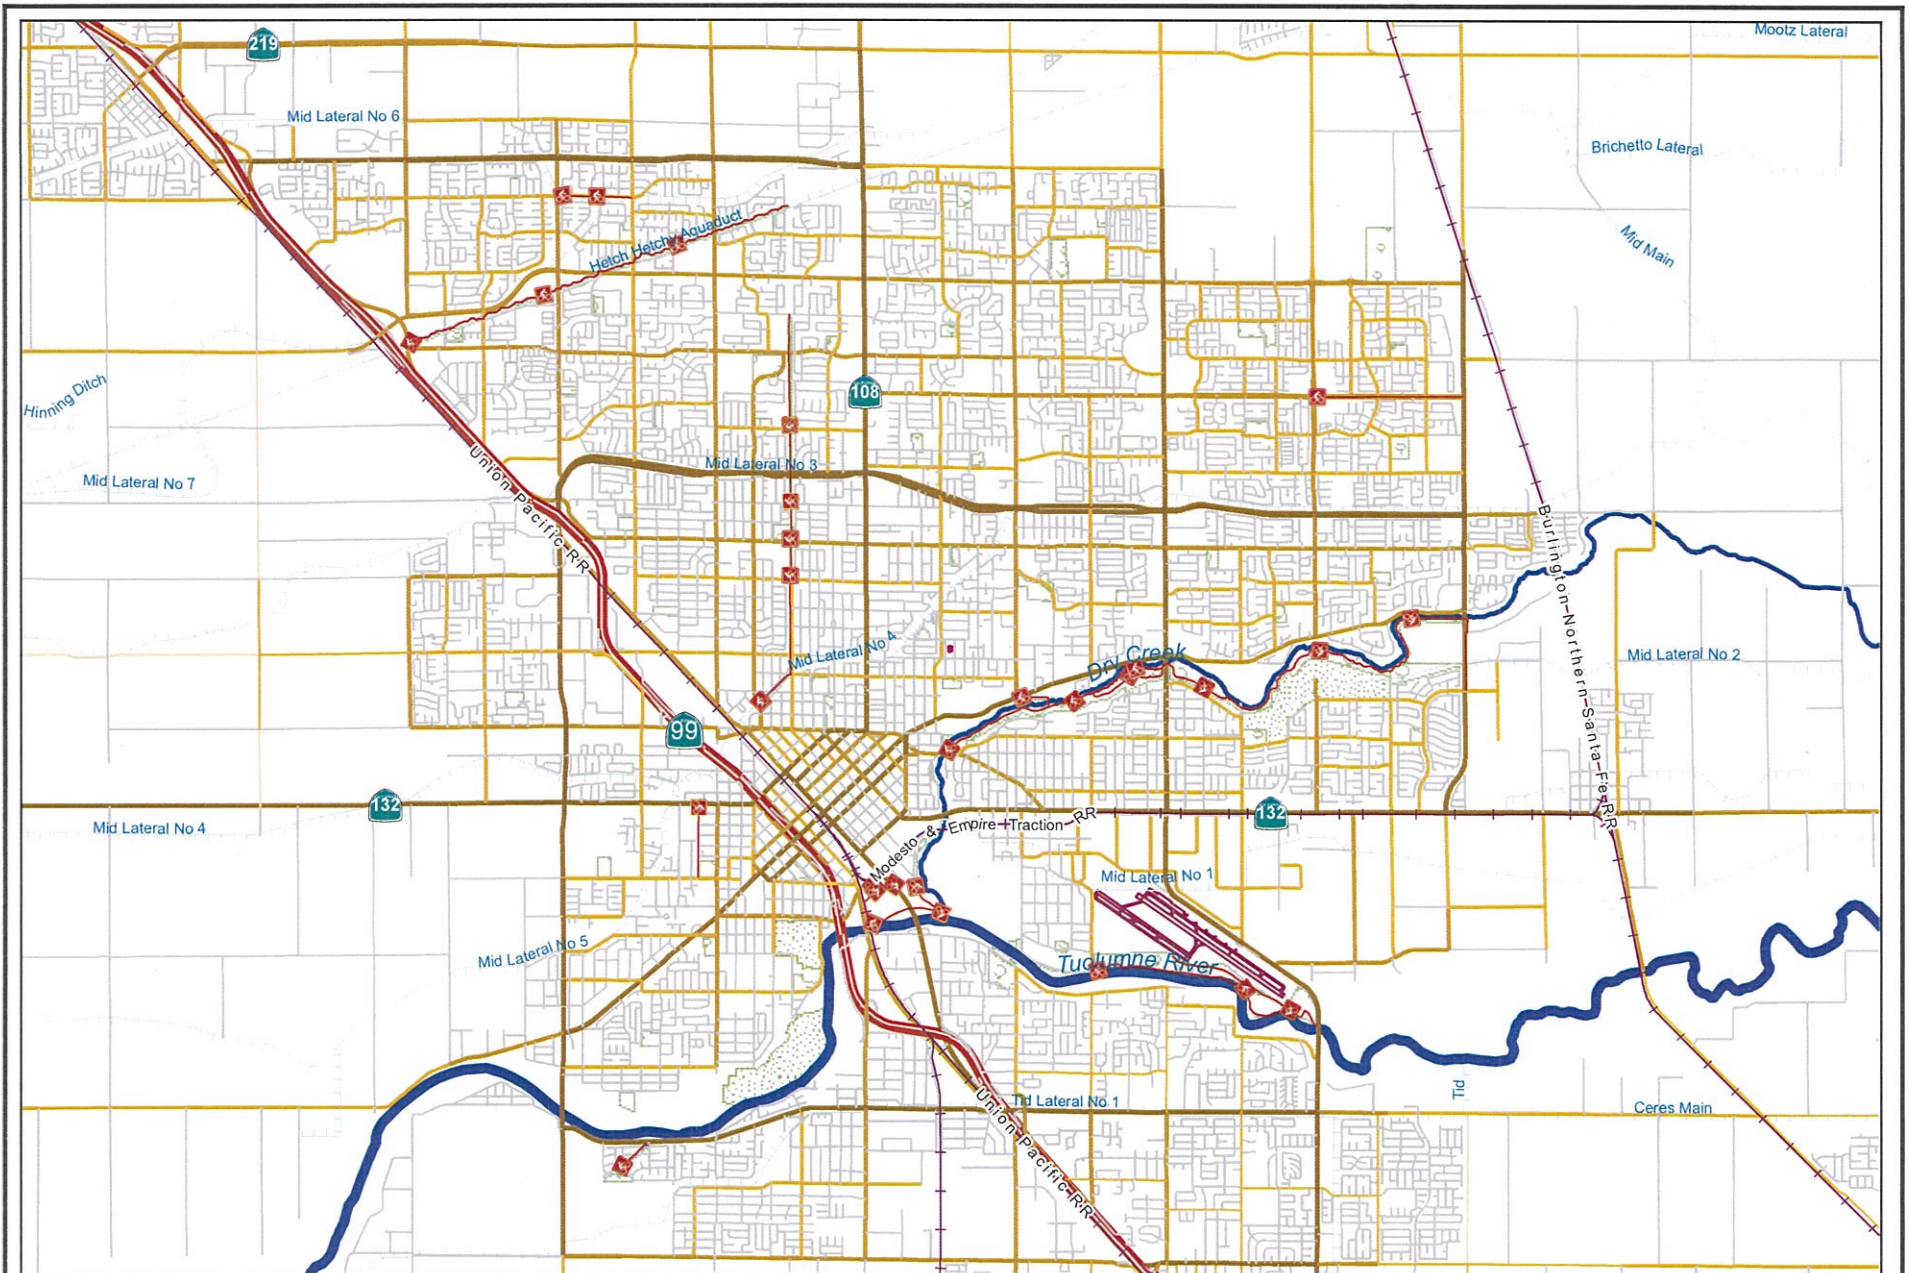 219
Mootz Lateral
Mid Lateral No 6
Brichetto Lateral
Hetch Hetchy Aquaduct
Mid Main
Hinning Ditch
108
Mid Lateral No 3
Mid Lateral No 7
Union Pacific RR
Burlington Northern Santa Fe RR
Mid Lateral No 4
Dry Creek
Mid Lateral No 2
99
132
132
Mid Lateral No 4
Modesto & Empire Traction RR
Mid Lateral No 1
Mid Lateral No 5
Tuolumne River
Tid
Tid Lateral No 1
Ceres Main
Union Pacific RR